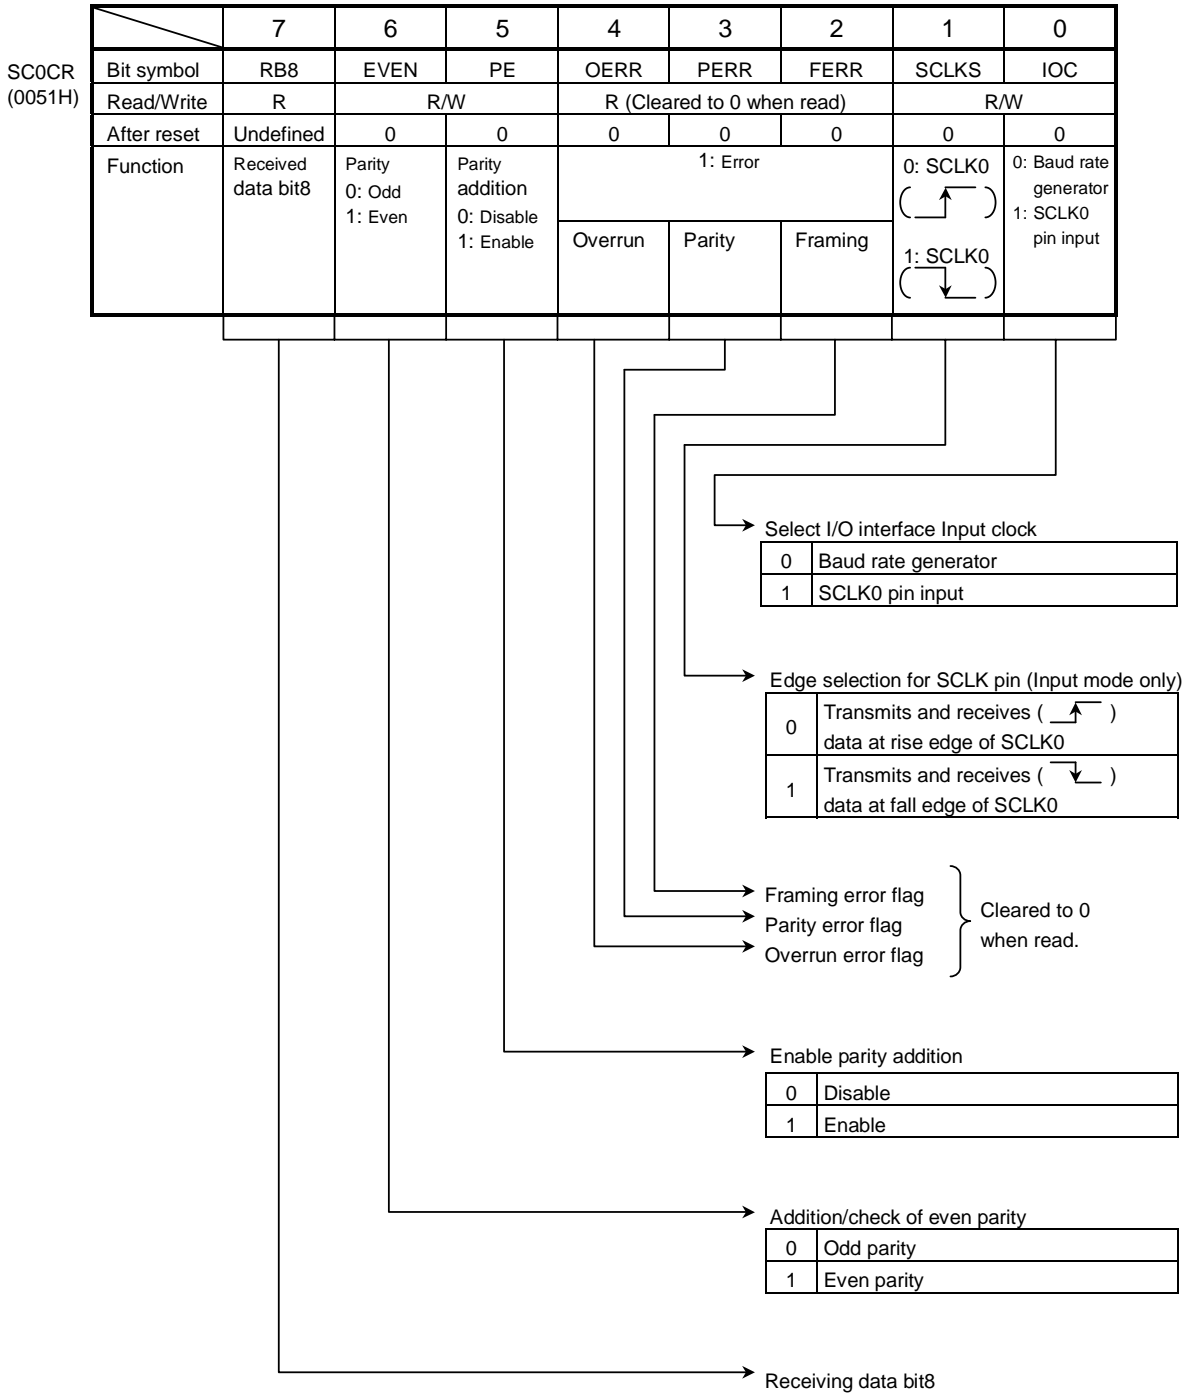 7 6 5 4 3 2 1 0
SC0CR
(0051H)
Bit symbol RB8 EVEN PE OERR PERR FERR SCLKS IOC
Read/Write R R/W R (Cleared to 0 when read) R/W
After reset Undefined 0 0 0 0 0 0 0
Function
Received
data bit8
Parity
0: Odd
1: Even
Parity
addition
0: Disable
1: Enable
1: Error
Overrun
Parity
Framing
0: SCLK0
1: SCLK0
0: Baud rate
generator
1: SCLK0
pin input
Select I/O interface Input clock
0 Baud rate generator
1 SCLK0 pin input
Edge selection for SCLK pin (Input mode only)
0 Transmits and receives ( )
data at rise edge of SCLK0
1 Transmits and receives ( )
data at fall edge of SCLK0
Framing error flag
Parity error flag
Overrun error flag
Cleared to 0
when read.
Enable parity addition
0 Disable
1 Enable
Addition/check of even parity
0 Odd parity
1 Even parity
Receiving data bit8